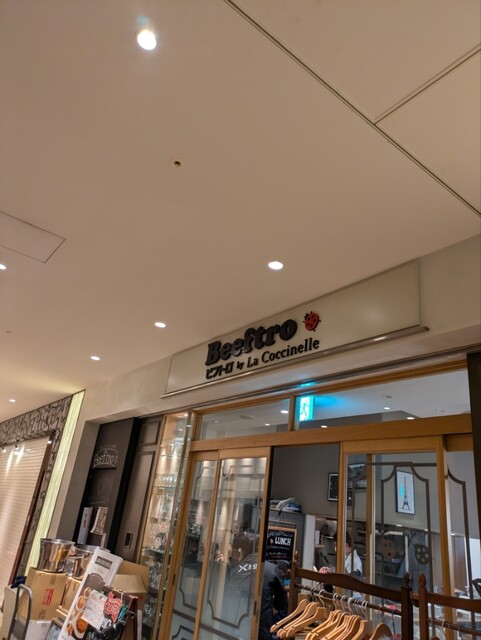 Beeftro
ビフトロ by La Coccinelle
Beeftro
LUNCH